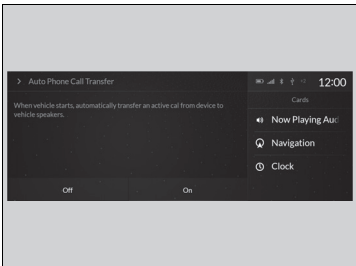 Auto Phone Call Transfer
12:00
When vehicle starts, automatically transfer an active cal from device to
vehicle speakers.
Cards
Now Playing Aud
Navigation
Clock
Off
On